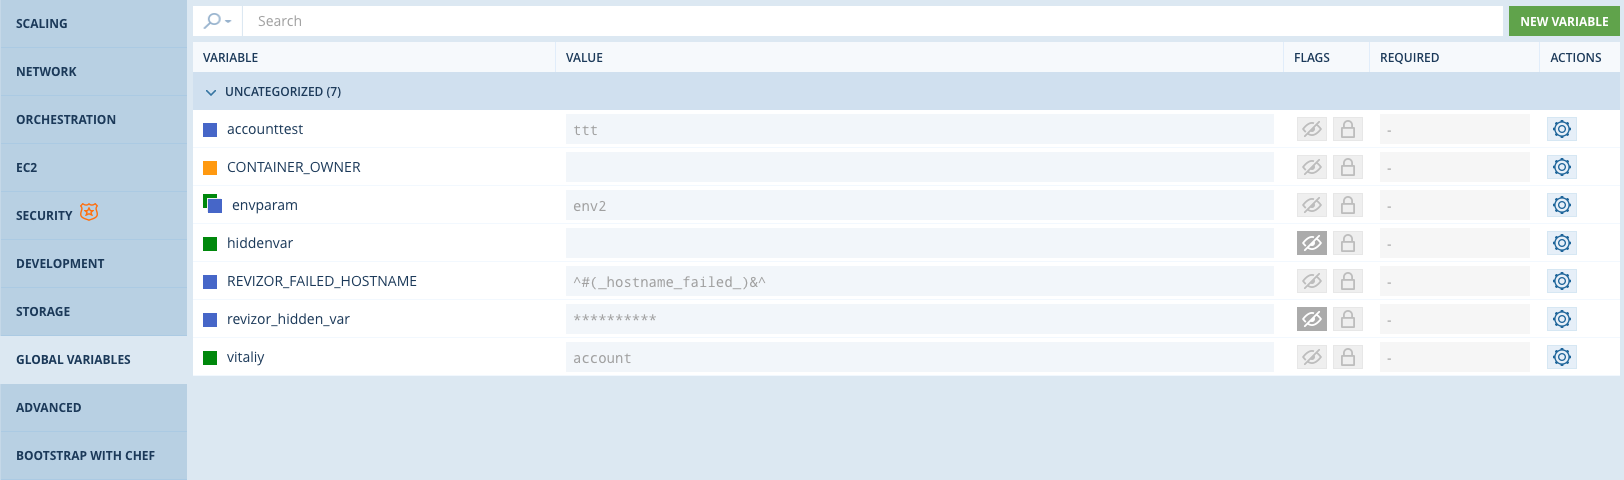 SCALING
NETWORK
ORCHESTRATION
EC2
SECURITY
DEVELOPMENT
STORAGE
GLOBAL VARIABLES
ADVANCED
BOOTSTRAP WITH CHEF
Search
NEW VARIABLE
VARIABLE VALUE FLAGS REQUIRED ACTIONS
UNCATEGORIZED (7)
accounttest ttt -
CONTAINER_OWNER -
envparam env2 -
hiddenvar -
REVIZOR_FAILED_HOSTNAME ^#(_hostname_failed_)&^ -
revizor_hidden_var ********** -
vitaliy account -